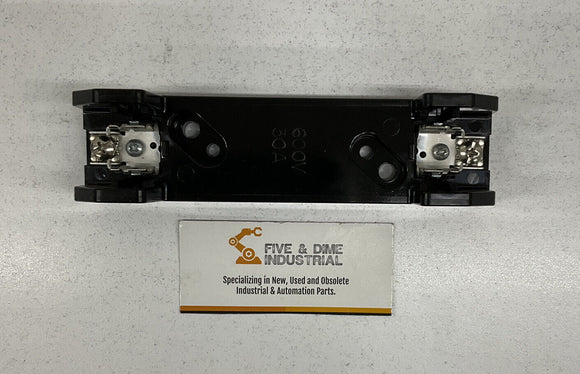 600V
30A
FIVE & DIME
INDUSTRIAL
Specializing in New, Used and Obsolete
Industrial & Automation Parts.